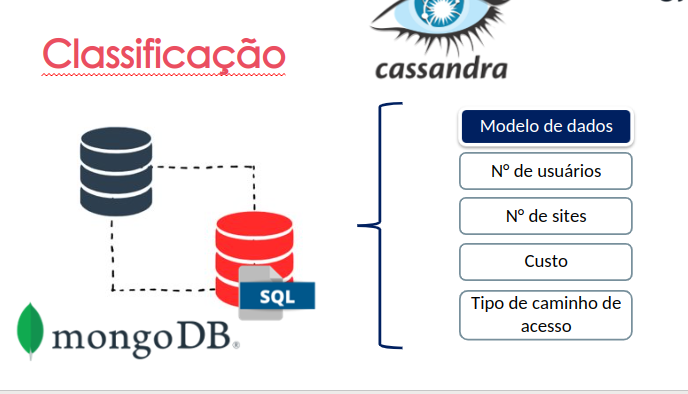 Classificação
cassandra
Modelo de dados
Nº de usuários
Nº de sites
Custo
Tipo de caminho de
acesso
SQL
mongoDB®